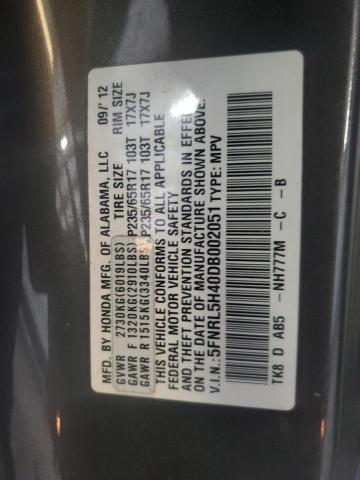 MFD. BY HONDA MFG. OF ALABAMA, LLC 09/'12
TIRE SIZE RIM SIZE
GVWR 2730KG(6019LBS)
GAWR F 1320KG(2910LBS) P235/65R17 103T 17X7J
GAWR R 1515KG(3340LBS) P235/65R17 103T 17X7J
THIS VEHICLE CONFORMS TO ALL APPLICABLE
FEDERAL MOTOR VEHICLE SAFETY
AND THEFT PREVENTION STANDARDS IN EFFECT
ON THE DATE OF MANUFACTURE SHOWN ABOVE.
V.I.N.:5FNRL5H40DB002051 TYPE: MPV
TK8 D AB5 -NH777M -C -B